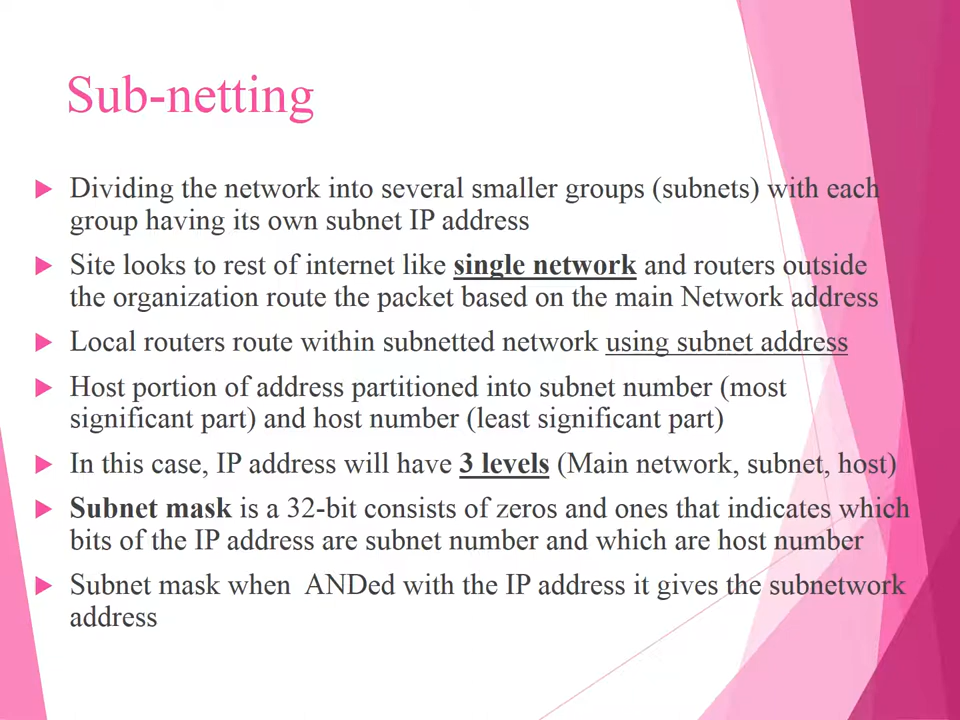 Sub-netting
Dividing the network into several smaller groups (subnets) with each
group having its own subnet IP address
Site looks to rest of internet like single network and routers outside
the organization route the packet based on the main Network address
Local routers route within subnetted network using subnet address
Host portion of address partitioned into subnet number (most
significant part) and host number (least significant part)
In this case, IP address will have 3 levels (Main network, subnet, host)
Subnet mask is a 32-bit consists of zeros and ones that indicates which
bits of the IP address are subnet number and which are host number
Subnet mask when  ANDed with the IP address it gives the subnetwork
address